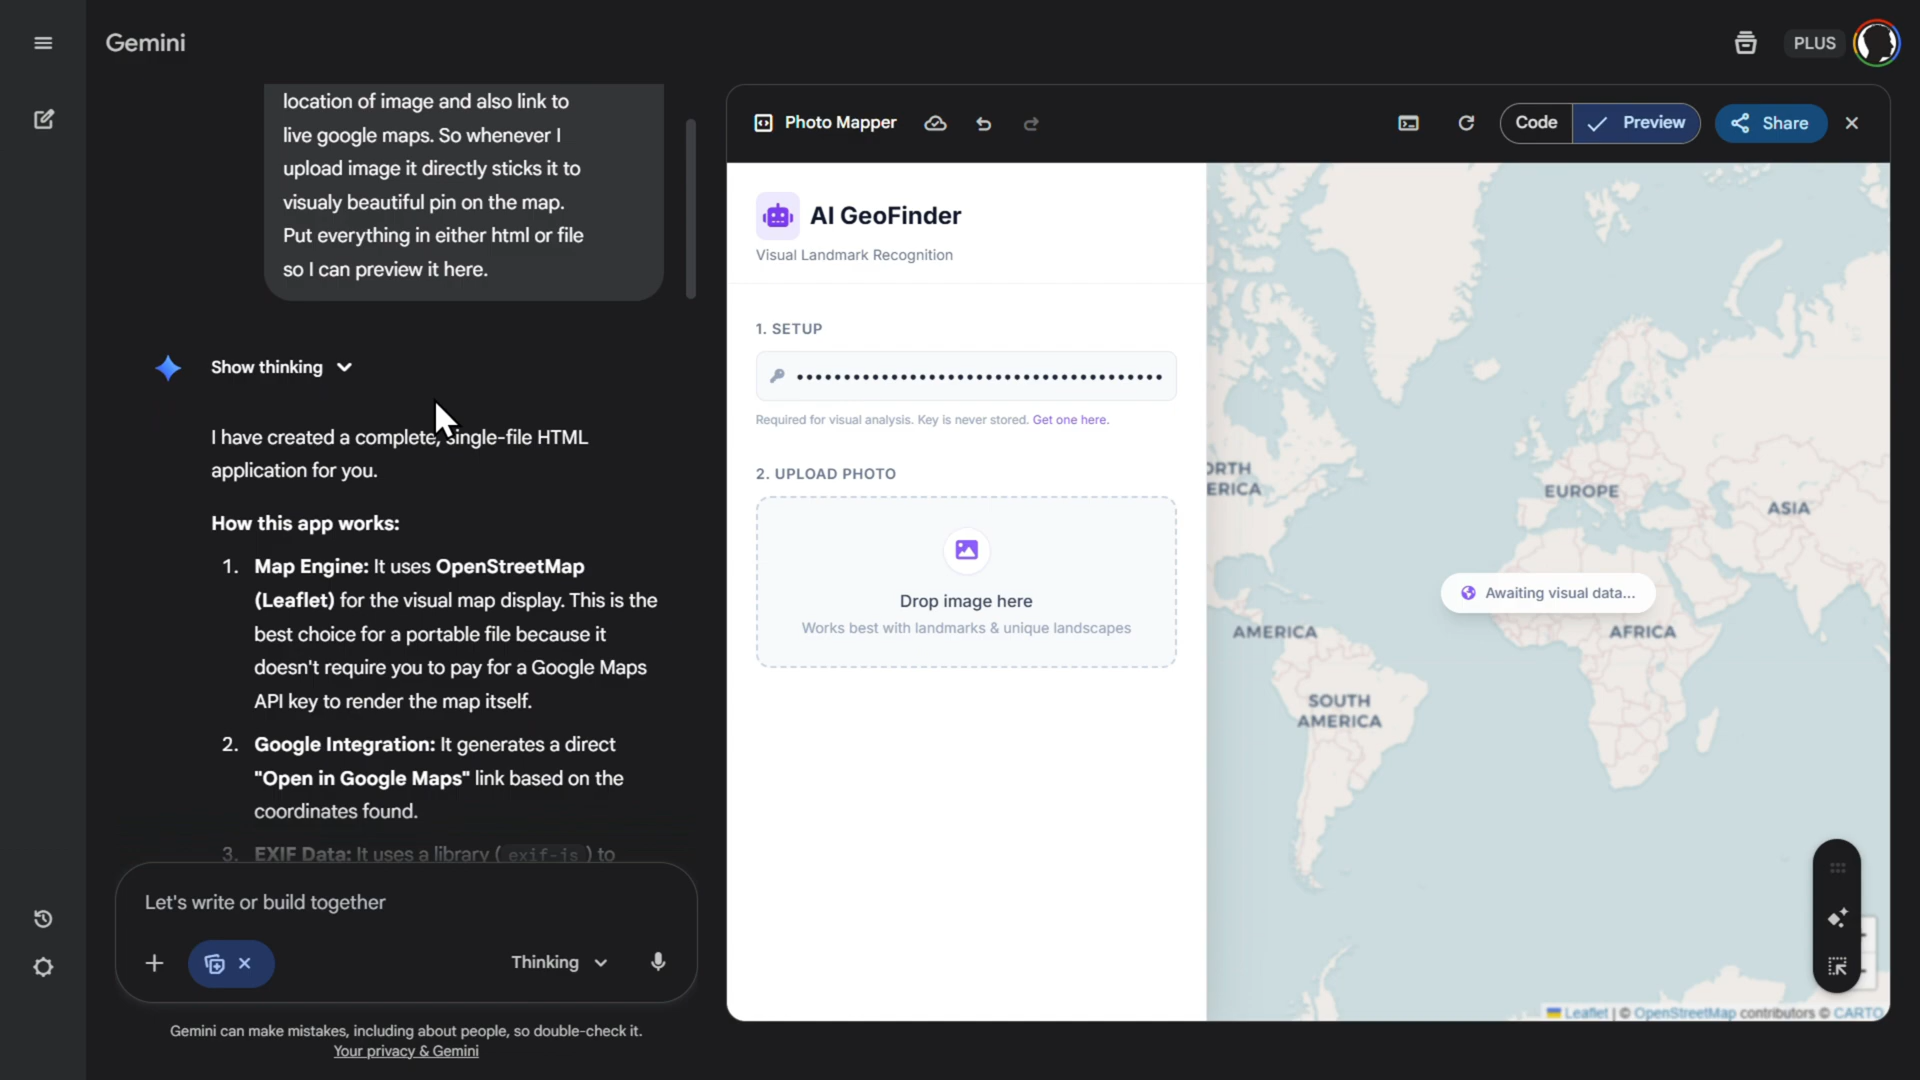 Gemini
PLUS
location of image and also link to
live google maps. So whenever I
upload image it directly sticks it to
visualy beautiful pin on the map.
Put everything in either html or file
so I can preview it here.
Show thinking
I have created a complete, single-file HTML
application for you.
How this app works:
1. Map Engine: It uses OpenStreetMap
(Leaflet) for the visual map display. This is the
best choice for a portable file because it
doesn't require you to pay for a Google Maps
API key to render the map itself.
2. Google Integration: It generates a direct
"Open in Google Maps" link based on the
coordinates found.
3. EXIF Data: It uses a library ( exif-js ) to
Let's write or build together
Thinking
Gemini can make mistakes, including about people, so double-check it.
Your privacy & Gemini
Photo Mapper
Code
Preview
Share
AI GeoFinder
Visual Landmark Recognition
1. SETUP
••••••••••••••••••••••••••••••••••••••• 
Required for visual analysis. Key is never stored. Get one here.
2. UPLOAD PHOTO
Drop image here
Works best with landmarks & unique landscapes
ORTH
ERICA
EUROPE
ASIA
Awaiting visual data...
AMERICA
AFRICA
SOUTH
AMERICA
Leaflet | © OpenStreetMap contributors © CARTO